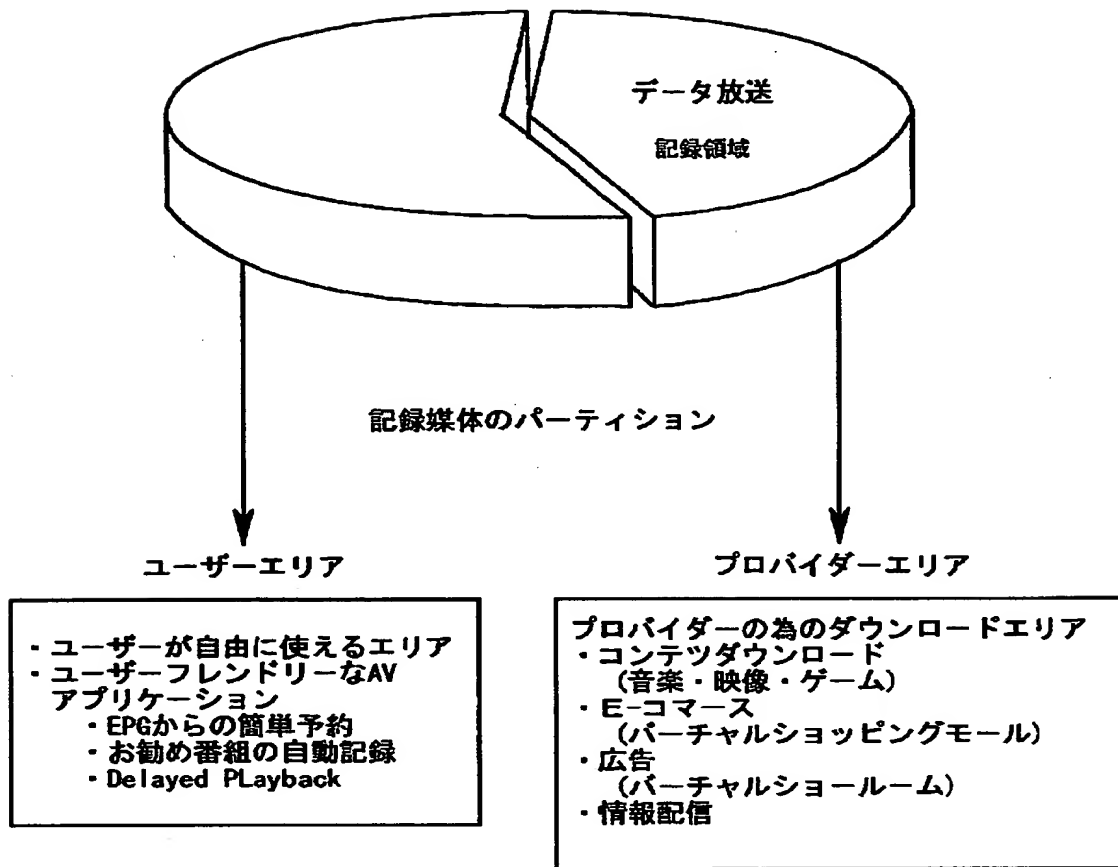 データ放送
記録領域
記録媒体のパーティション
ユーザーエリア
・ユーザーが自由に使えるエリア
・ユーザーフレンドリーなAV
アプリケーション
・EPGからの簡単予約
・お勧め番組の自動記録
・Delayed PLayback
プロバイダーエリア
プロバイダーの為のダウンロードエリア
・コンテツダウンロード
(音楽・映像・ゲーム)
・E-コマース
(バーチャルショッピングモール)
・広告
(バーチャルショールーム)
・情報配信